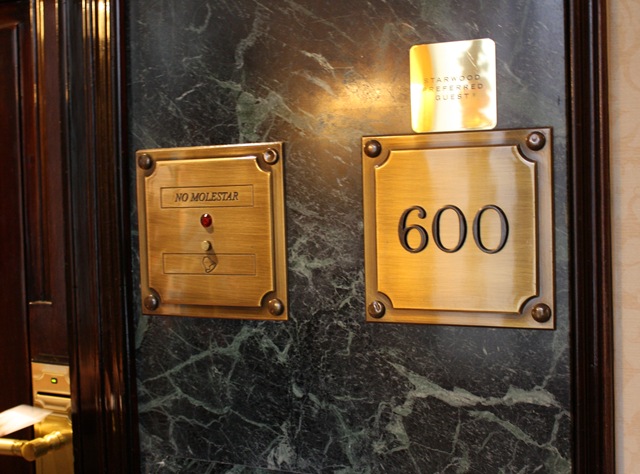 NO MOLESTAR
STARWOOD
PREFERRED
GUEST
600